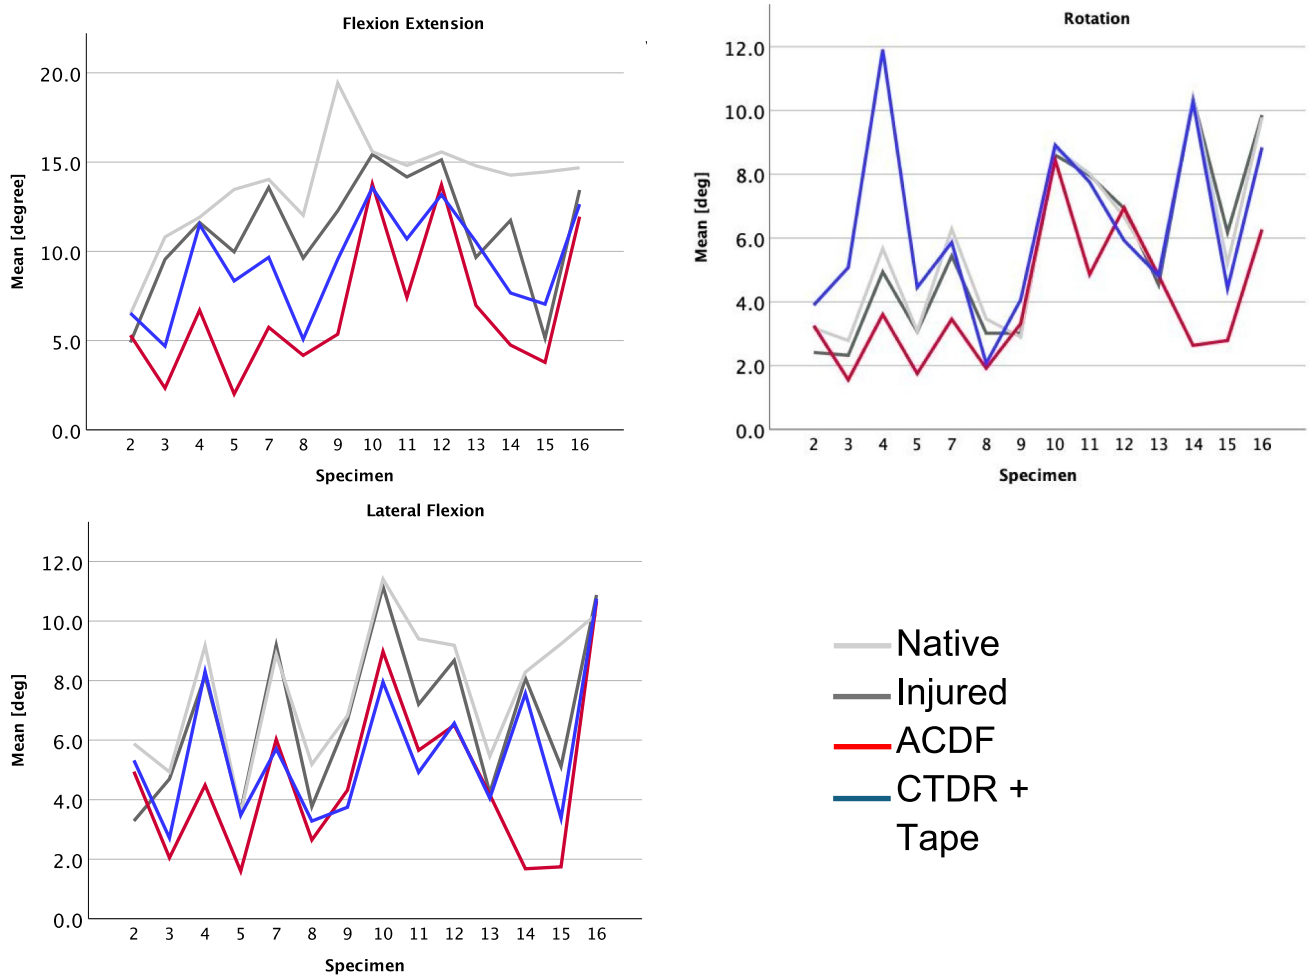 Flexion Extension
20.0
15.0
10.0
5.0
0.0
Mean [degree]
2 3 4 5 7 8 9 10 11 12 13 14 15 16
Specimen
Rotation
12.0
10.0
8.0
6.0
4.0
2.0
0.0
Mean [deg]
2 3 4 5 7 8 9 10 11 12 13 14 15 16
Specimen
Lateral Flexion
12.0
10.0
8.0
6.0
4.0
2.0
0.0
Mean [deg]
2 3 4 5 7 8 9 10 11 12 13 14 15 16
Specimen
Native
Injured
ACDF
CTDR +
Tape